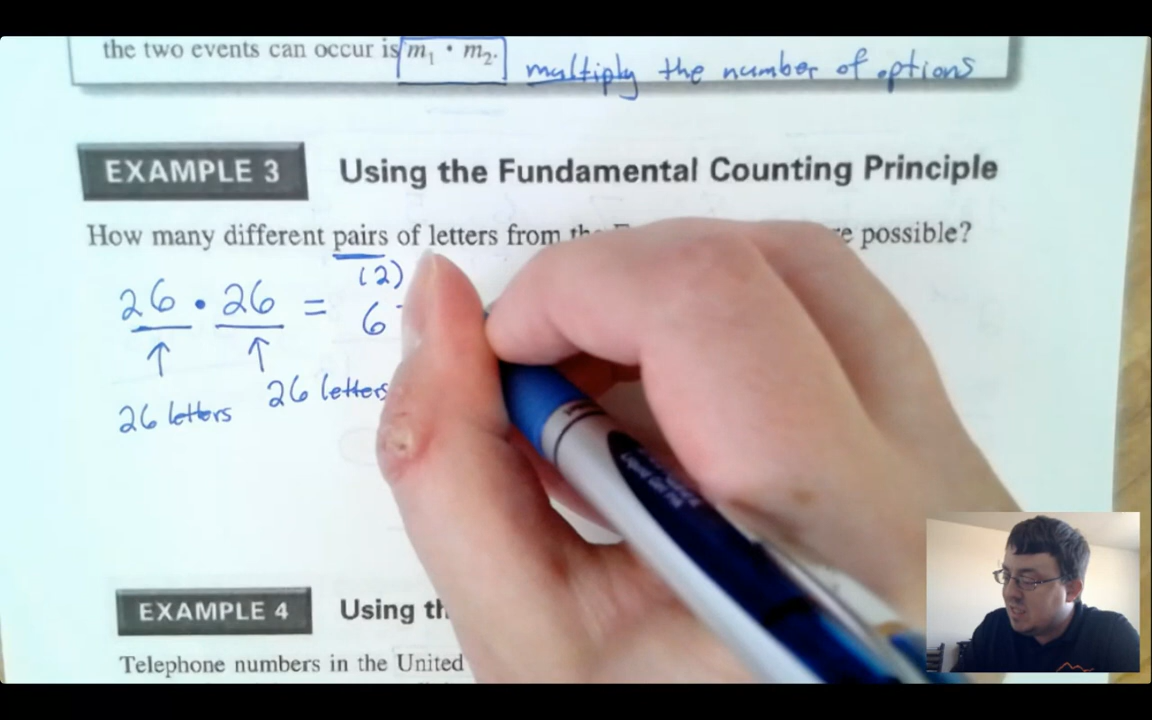 the two events can occur is m₁ · m₂. multiply the number of options
EXAMPLE 3 Using the Fundamental Counting Principle
How many different pairs of letters from the possible?
(2)
26 · 26 = 6
↑ ↑
26 letters 26 letters
EXAMPLE 4 Using
Telephone numbers in the United